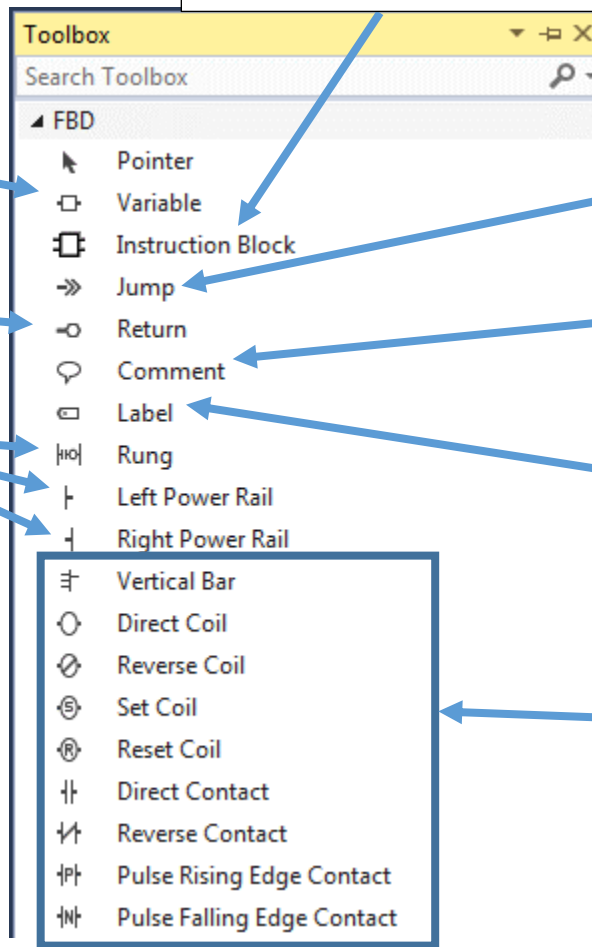 Toolbox
Search Toolbox
FBD
Pointer
Variable
Instruction Block
Jump
Return
Comment
Label
Rung
Left Power Rail
Right Power Rail
Vertical Bar
Direct Coil
Reverse Coil
S Set Coil
R Reset Coil
Direct Contact
Reverse Contact
P Pulse Rising Edge Contact
N Pulse Falling Edge Contact